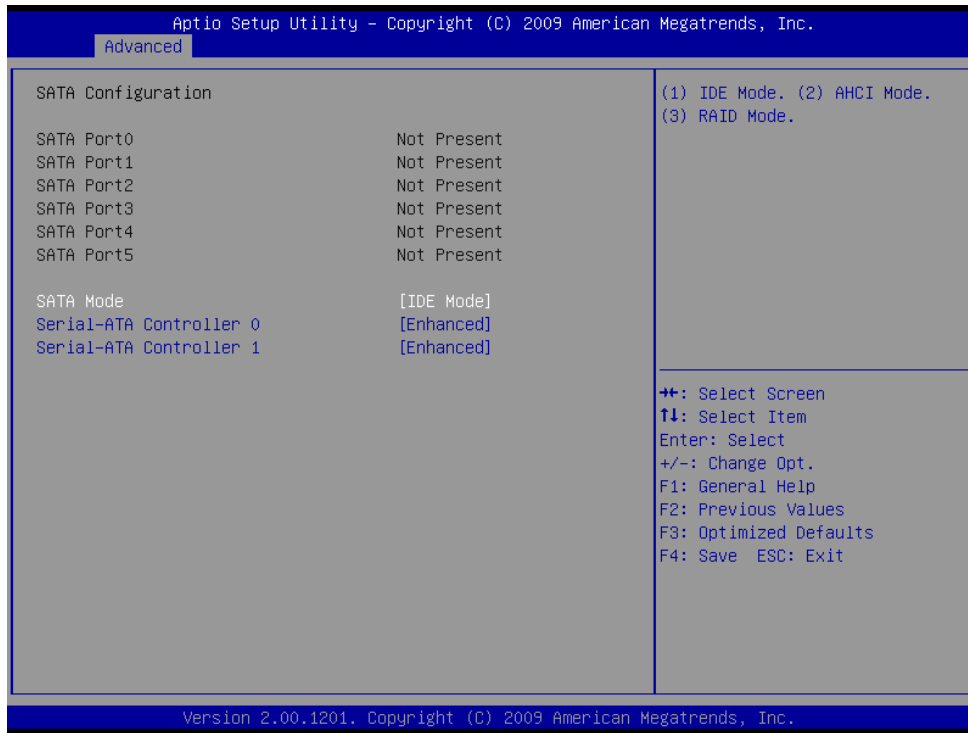 Aptio Setup Utility – Copyright (C) 2009 American Megatrends, Inc.
Advanced
SATA Configuration
SATA Port0 Not Present
SATA Port1 Not Present
SATA Port2 Not Present
SATA Port3 Not Present
SATA Port4 Not Present
SATA Port5 Not Present
SATA Mode [IDE Mode]
Serial-ATA Controller 0 [Enhanced]
Serial-ATA Controller 1 [Enhanced]
(1) IDE Mode. (2) AHCI Mode.
(3) RAID Mode.
→←: Select Screen
↑↓: Select Item
Enter: Select
+/-: Change Opt.
F1: General Help
F2: Previous Values
F3: Optimized Defaults
F4: Save ESC: Exit
Version 2.00.1201. Copyright (C) 2009 American Megatrends, Inc.